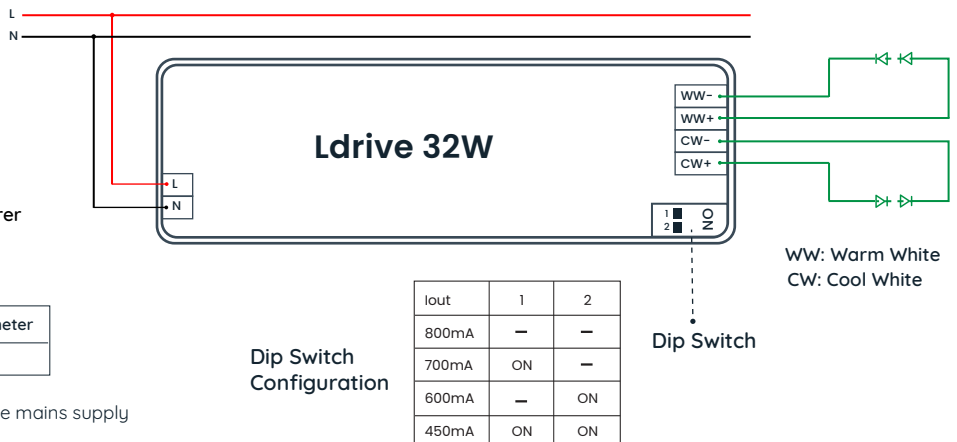 L
N
Ldrive 32W
WW-
WW+
CW-
CW+
L
N
1
2
ON
WW: Warm White
CW: Cool White
Dip Switch
Dip Switch
Configuration
Iout 1 2
800mA – –
700mA ON –
600mA – ON
450mA ON ON
mains supply